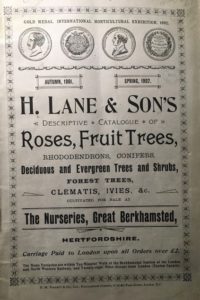 GOLD MEDAL, INTERNATIONAL HORTICULTURAL EXHIBITION 1892.
AUTUMN, 1901. SPRING, 1902.
H. LANE & SON'S
DESCRIPTIVE CATALOGUE OF
Roses, Fruit Trees,
RHODODENDRONS, CONIFERS,
Deciduous and Evergreen Trees and Shrubs,
FOREST TREES,
CLEMATIS, IVIES, &c.
CULTIVATED FOR SALE AT
The Nurseries, Great Berkhamsted,
HERTFORDSHIRE.
Carriage Paid to London upon all Orders over £2.